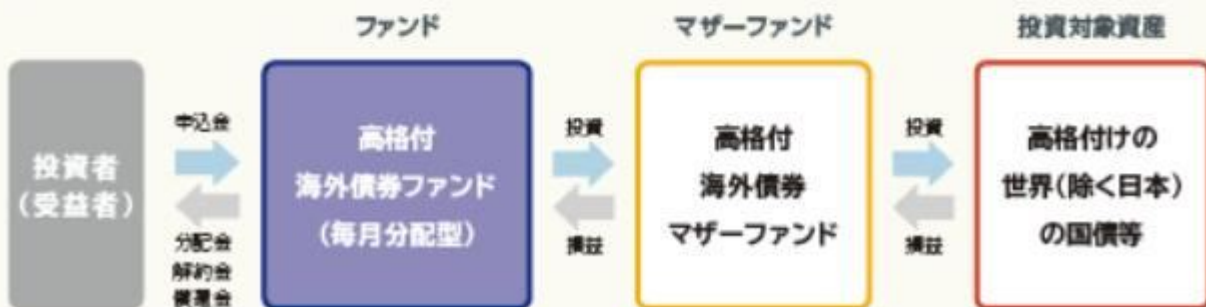 ファンド
マザーファンド
投資対象資産
投資者
(受益者)
申込金
分配金
解約金
償還金
高格付
海外債券ファンド
(毎月分配型)
投資
損益
高格付
海外債券
マザーファンド
投資
損益
高格付けの
世界(除く日本)
の国債等